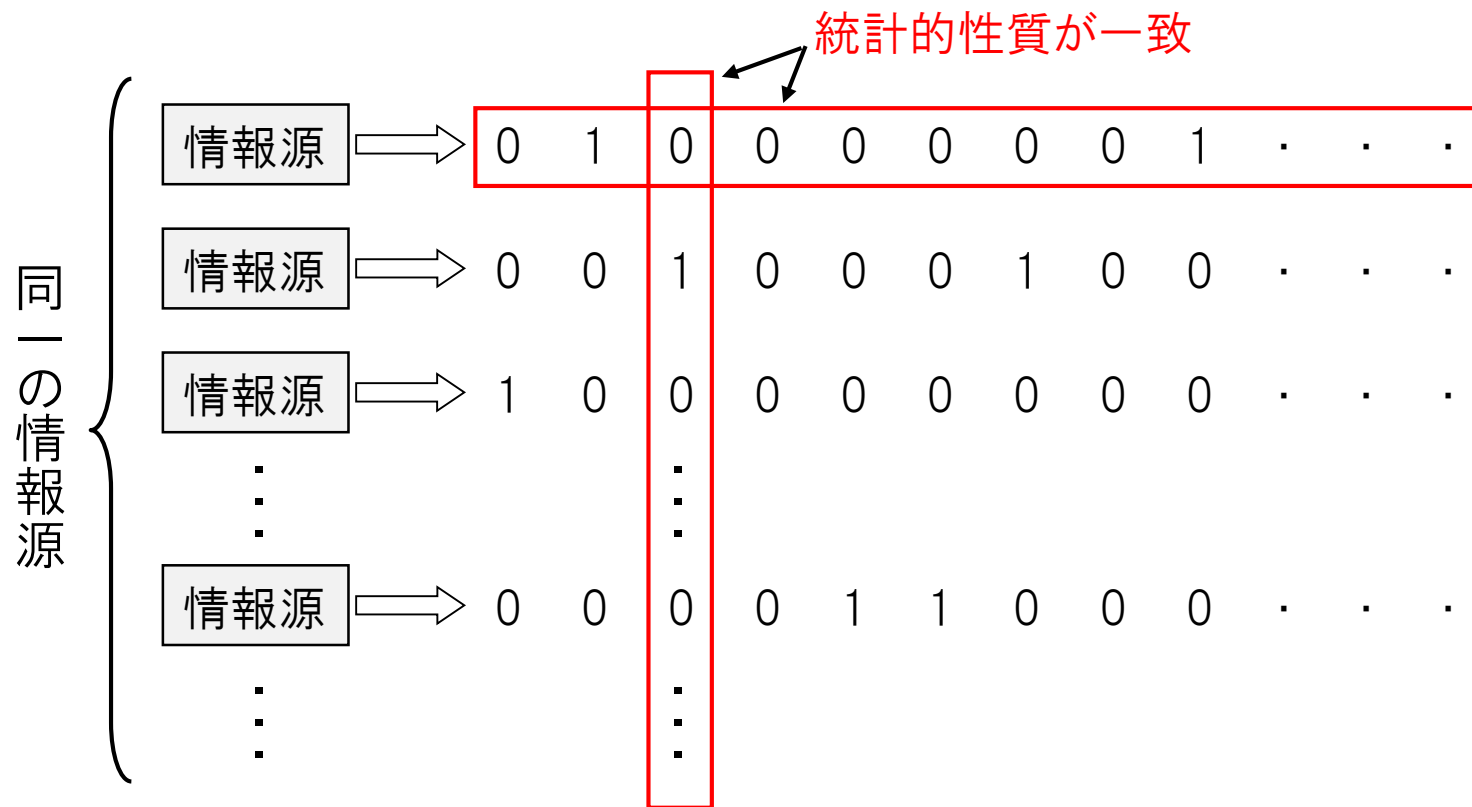 統計的性質が一致
情報源 0 1 0 0 0 0 0 0 1 ・ ・ ・
情報源 0 0 1 0 0 0 1 0 0 ・ ・ ・
同一の情報源
情報源 1 0 0 0 0 0 0 0 0 ・ ・ ・
情報源 0 0 0 0 1 1 0 0 0 ・ ・ ・